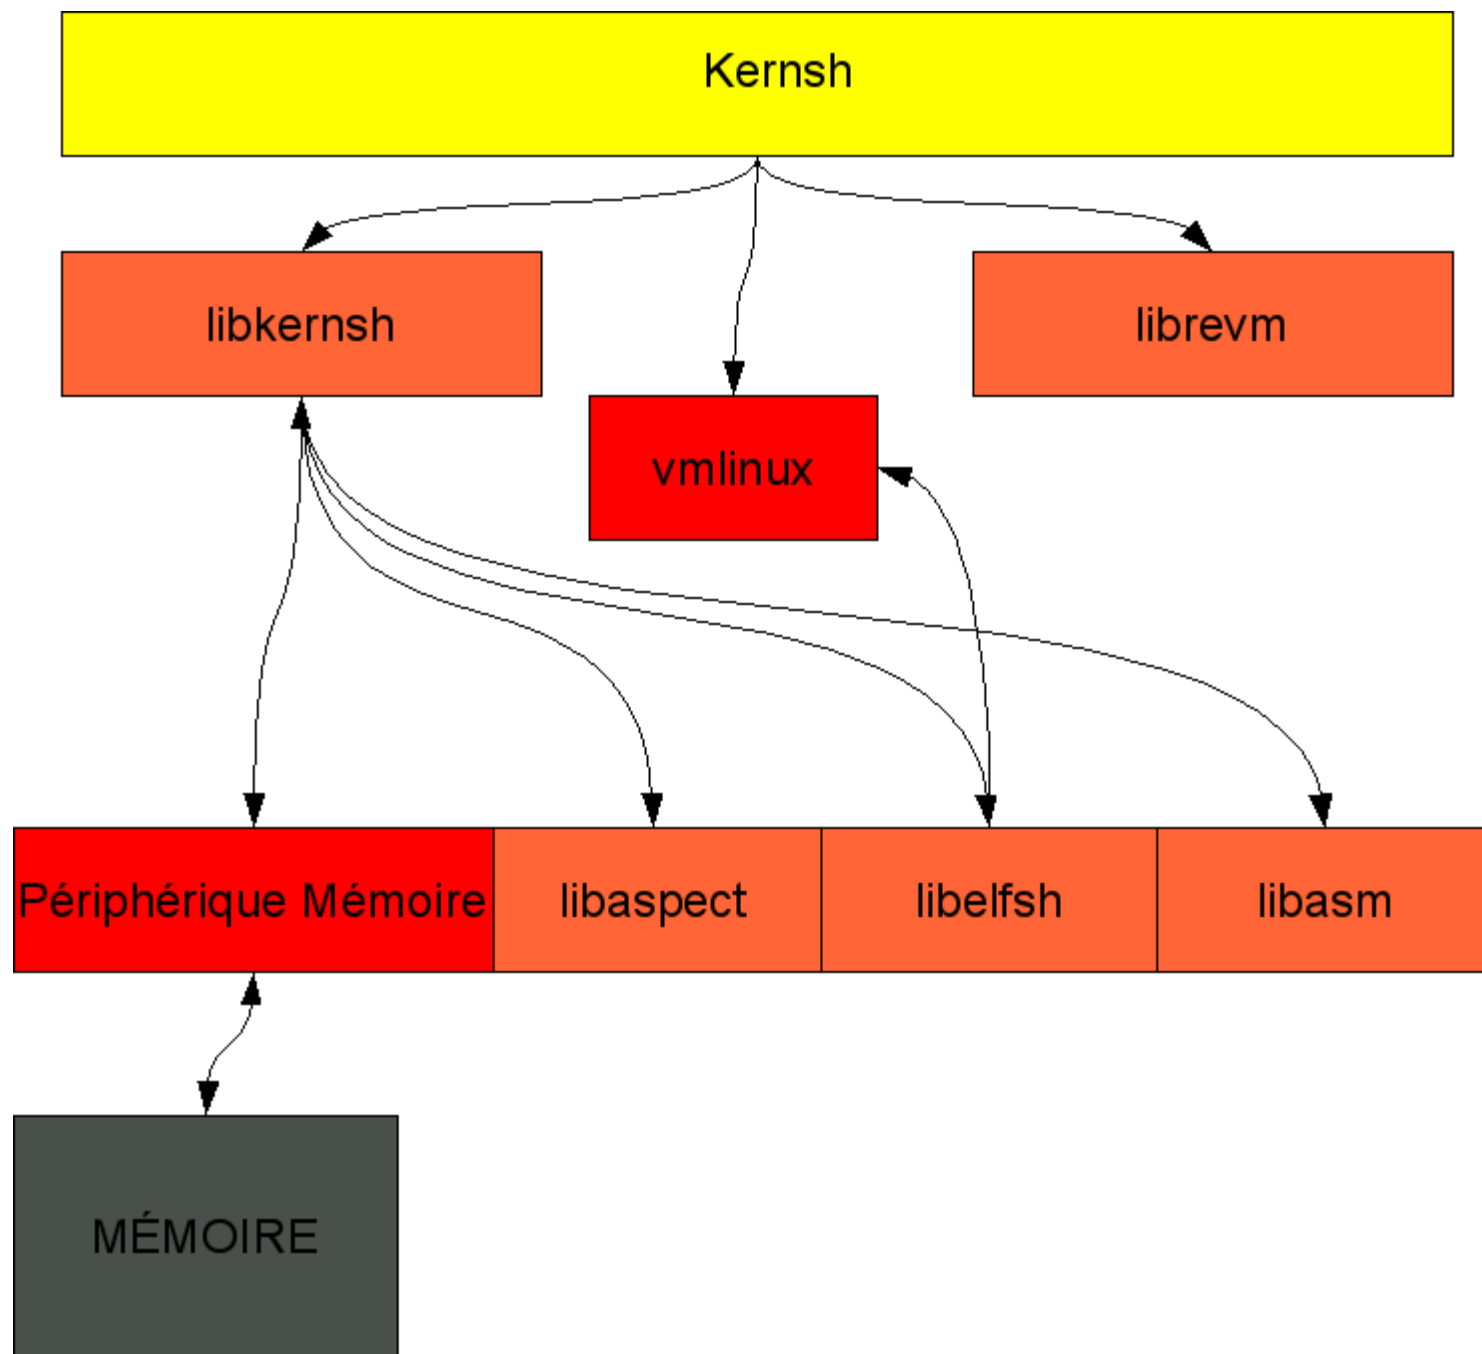 Kernsh
libkernsh
librevm
vmlinux
Périphérique Mémoire
libaspect
libelfsh
libasm
MÉMOIRE